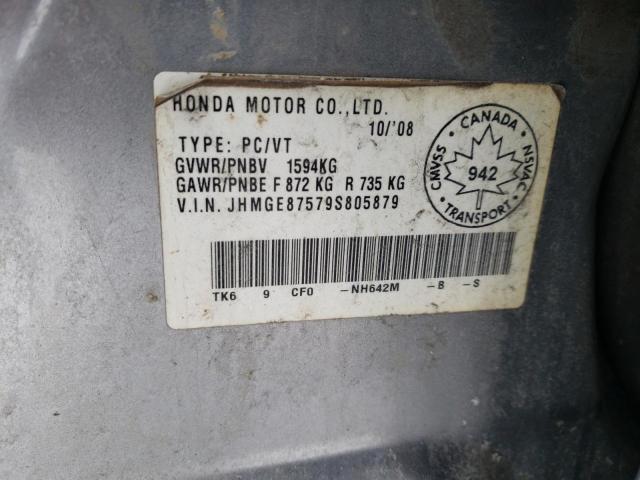 HONDA MOTOR CO.,LTD.
10/'08
TYPE: PC/VT
GVWR/PNBV 1594KG
GAWR/PNBE F 872 KG R 735 KG
V.I.N. JHMGE87579S805879
TK6 9 CF0 -NH642M -B -S
CANADA
CMVSS
NSVAC
942
TRANSPORT